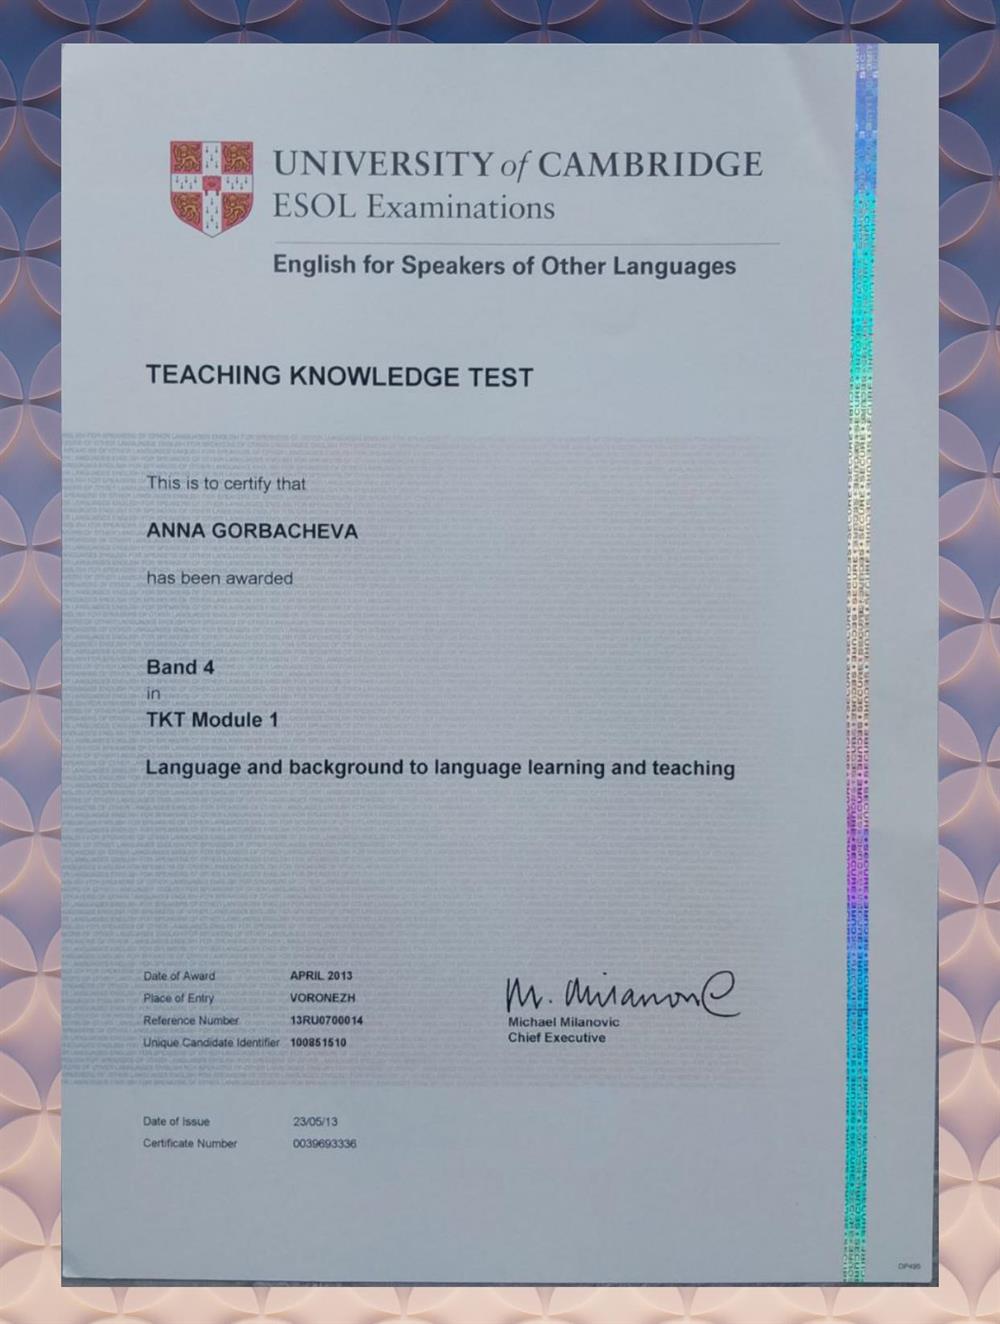 UNIVERSITY of CAMBRIDGE
ESOL Examinations
English for Speakers of Other Languages
TEACHING KNOWLEDGE TEST
This is to certify that
ANNA GORBACHEVA
has been awarded
Band 4
in
TKT Module 1
Language and background to language learning and teaching
Date of Award APRIL 2013
Place of Entry VORONEZH
Reference Number 13RU0700014
Unique Candidate Identifier 100851510
M. Milanovic
Michael Milanovic
Chief Executive
Date of Issue 23/05/13
Certificate Number 0039693336
DP495